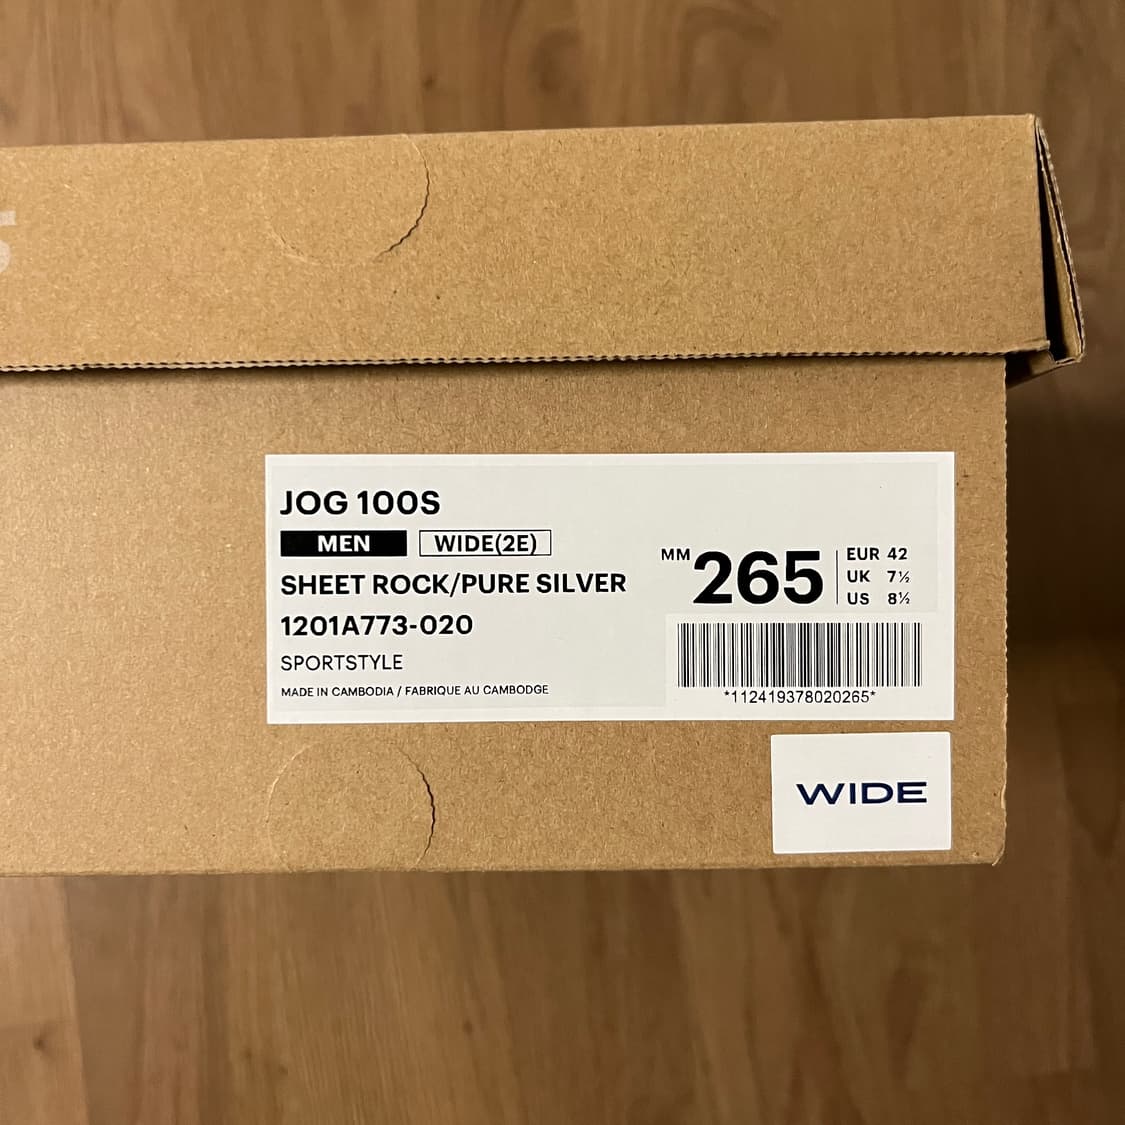 JOG 100S
MEN WIDE(2E)
SHEET ROCK/PURE SILVER
1201A773-020
SPORTSTYLE
MADE IN CAMBODIA / FABRIQUE AU CAMBODGE
MM 265
EUR 42
UK 7½
US 8½
*112419378020265*
WIDE